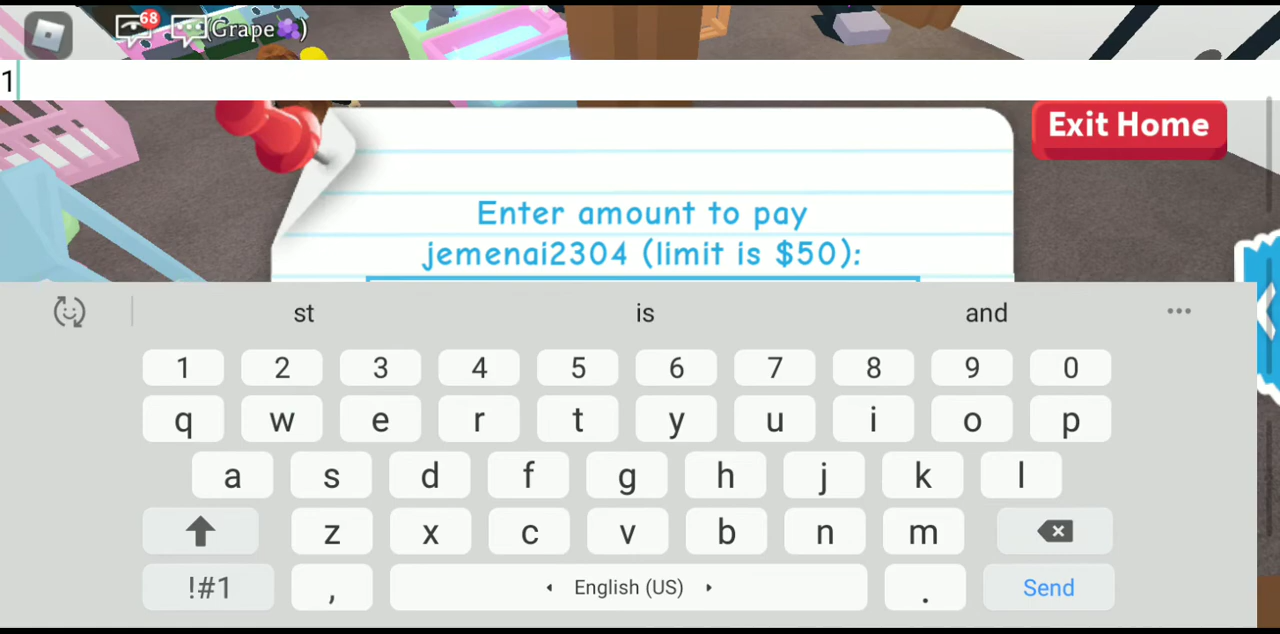 68
(Grape🍇)
1
Exit Home
Enter amount to pay
jemenai2304 (limit is $50):
st is and ...
1 2 3 4 5 6 7 8 9 0
q w e r t y u i o p
a s d f g h j k l
z x c v b n m
!#1 , English (US) . Send